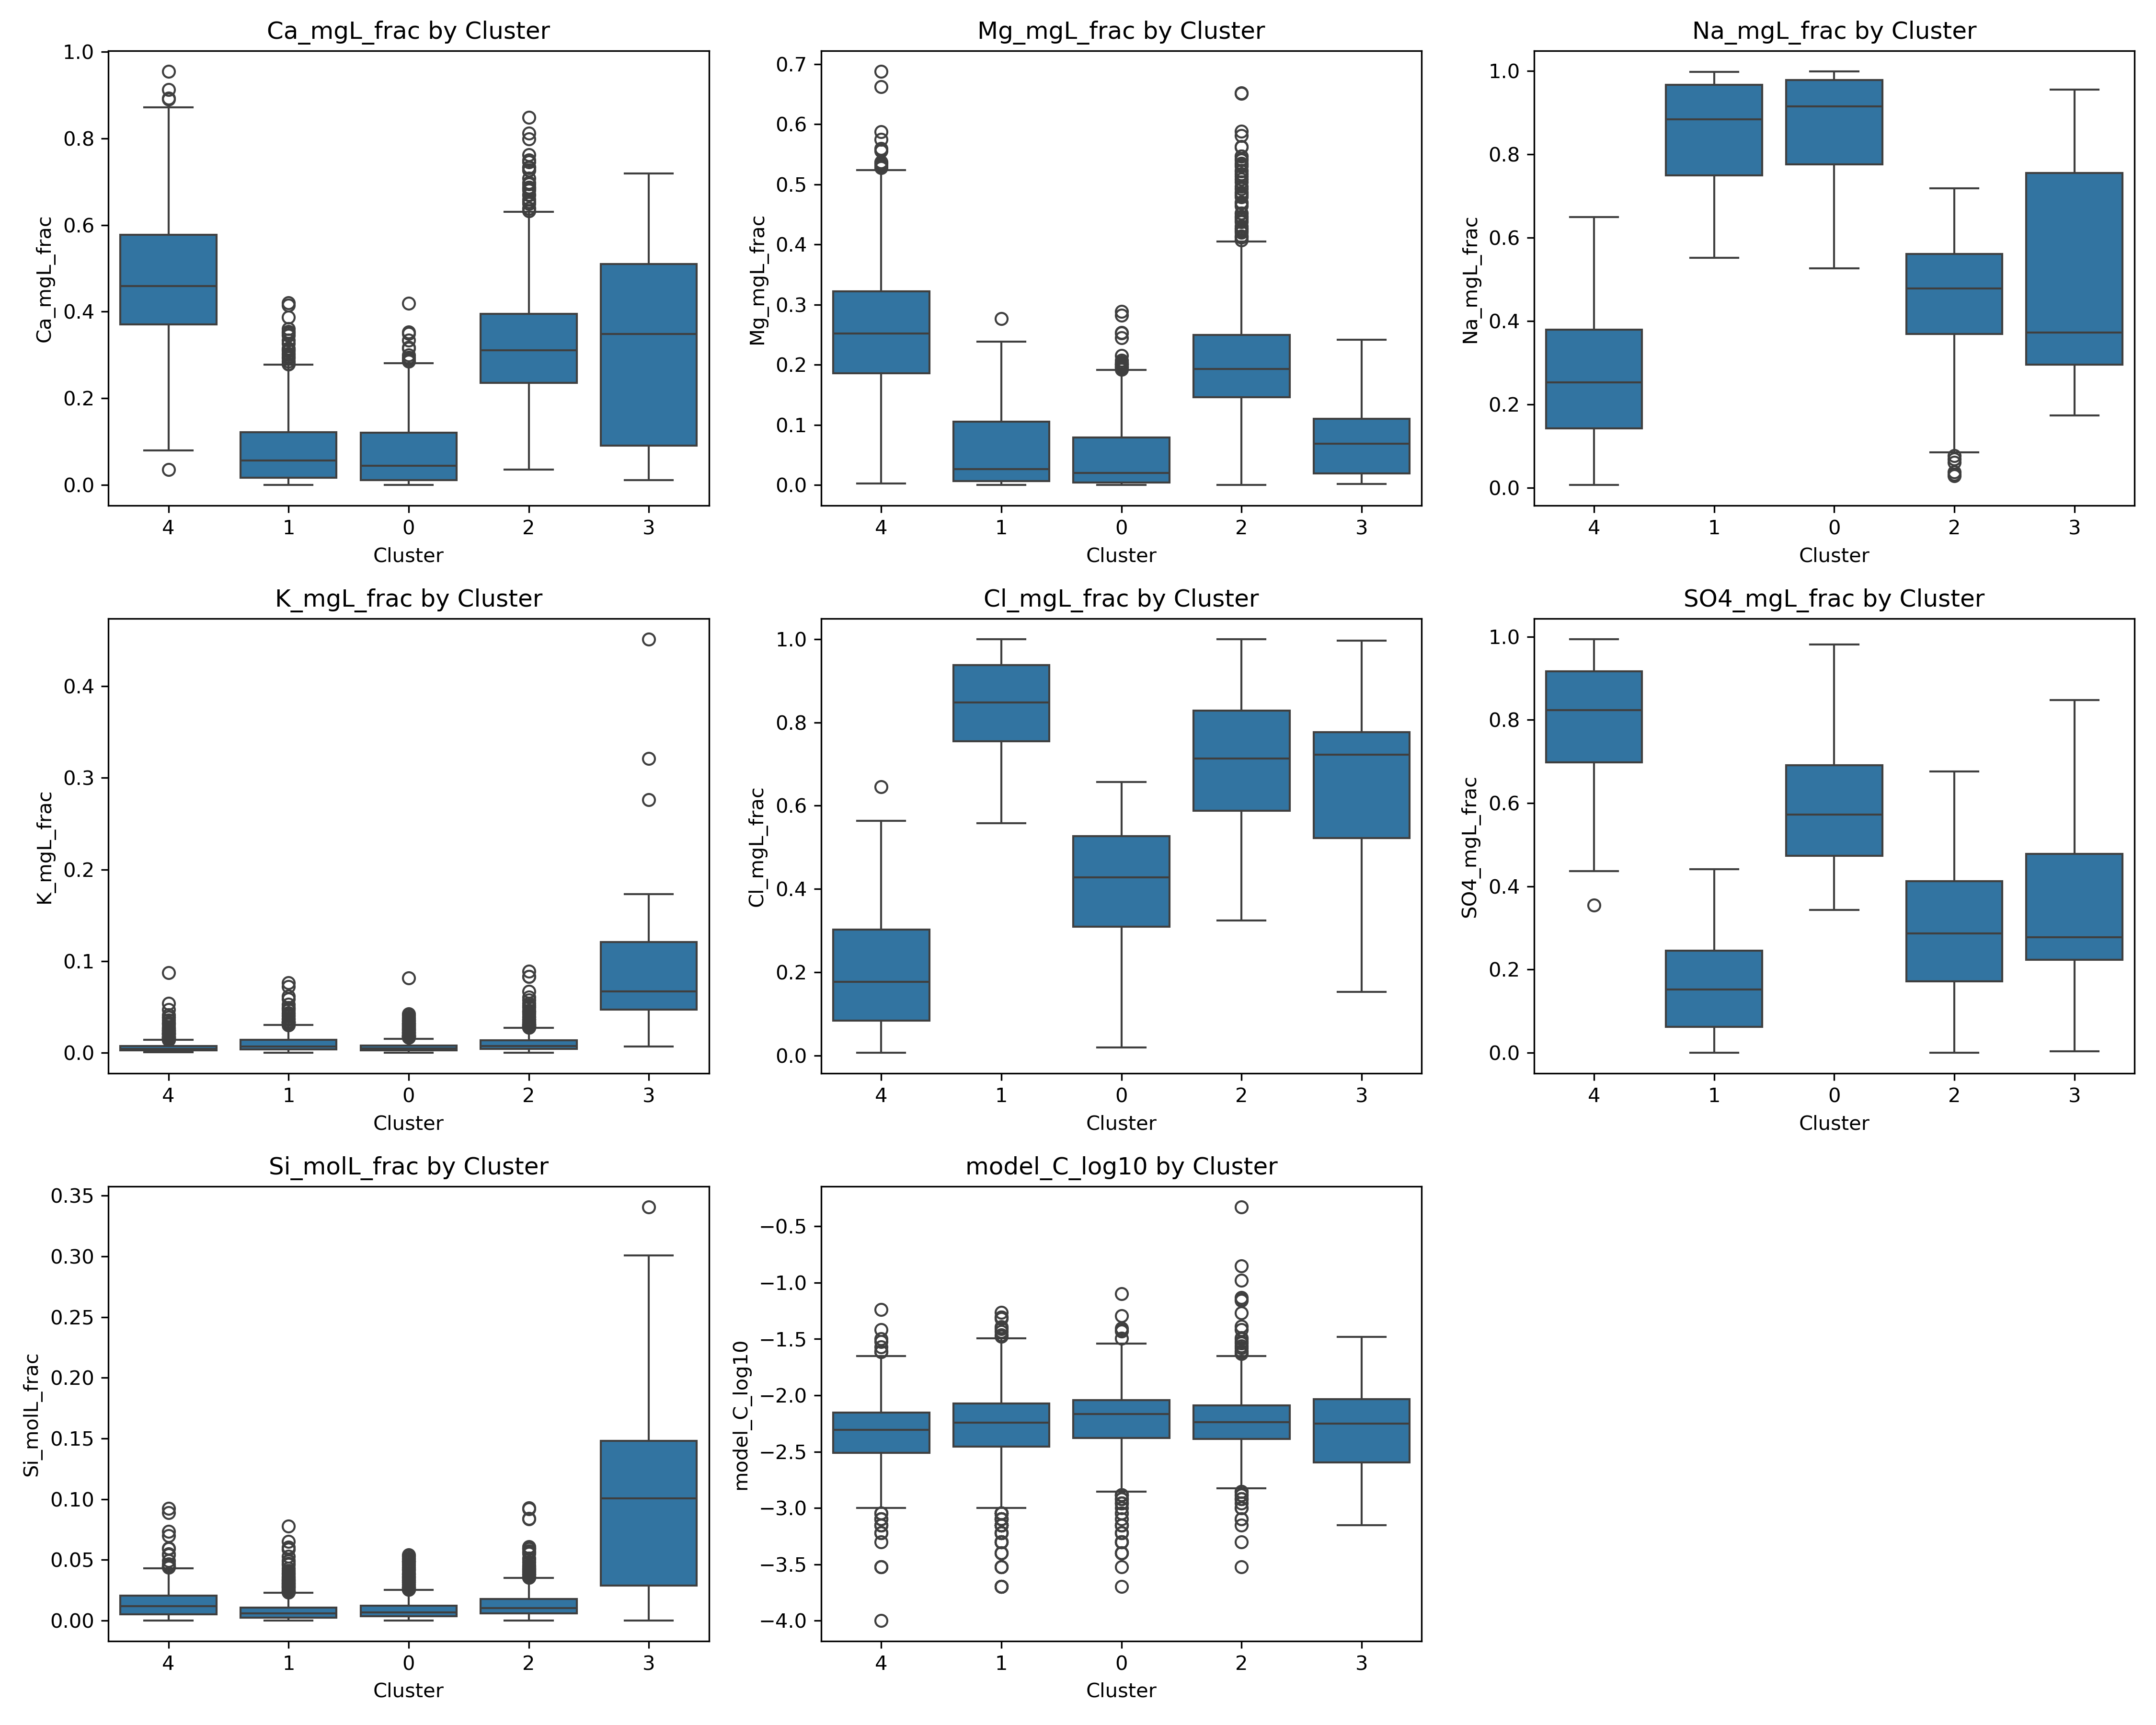 Ca_mgL_frac by Cluster
Ca_mgL_frac
1.0
0.8
0.6
0.4
0.2
0.0
4 1 0 2 3
Cluster
Mg_mgL_frac by Cluster
Mg_mgL_frac
0.7
0.6
0.5
0.4
0.3
0.2
0.1
0.0
4 1 0 2 3
Cluster
Na_mgL_frac by Cluster
Na_mgL_frac
1.0
0.8
0.6
0.4
0.2
0.0
4 1 0 2 3
Cluster
K_mgL_frac by Cluster
K_mgL_frac
0.4
0.3
0.2
0.1
0.0
4 1 0 2 3
Cluster
Cl_mgL_frac by Cluster
Cl_mgL_frac
1.0
0.8
0.6
0.4
0.2
0.0
4 1 0 2 3
Cluster
SO4_mgL_frac by Cluster
SO4_mgL_frac
1.0
0.8
0.6
0.4
0.2
0.0
4 1 0 2 3
Cluster
Si_molL_frac by Cluster
Si_molL_frac
0.35
0.30
0.25
0.20
0.15
0.10
0.05
0.00
4 1 0 2 3
Cluster
model_C_log10 by Cluster
model_C_log10
−0.5
−1.0
−1.5
−2.0
−2.5
−3.0
−3.5
−4.0
4 1 0 2 3
Cluster